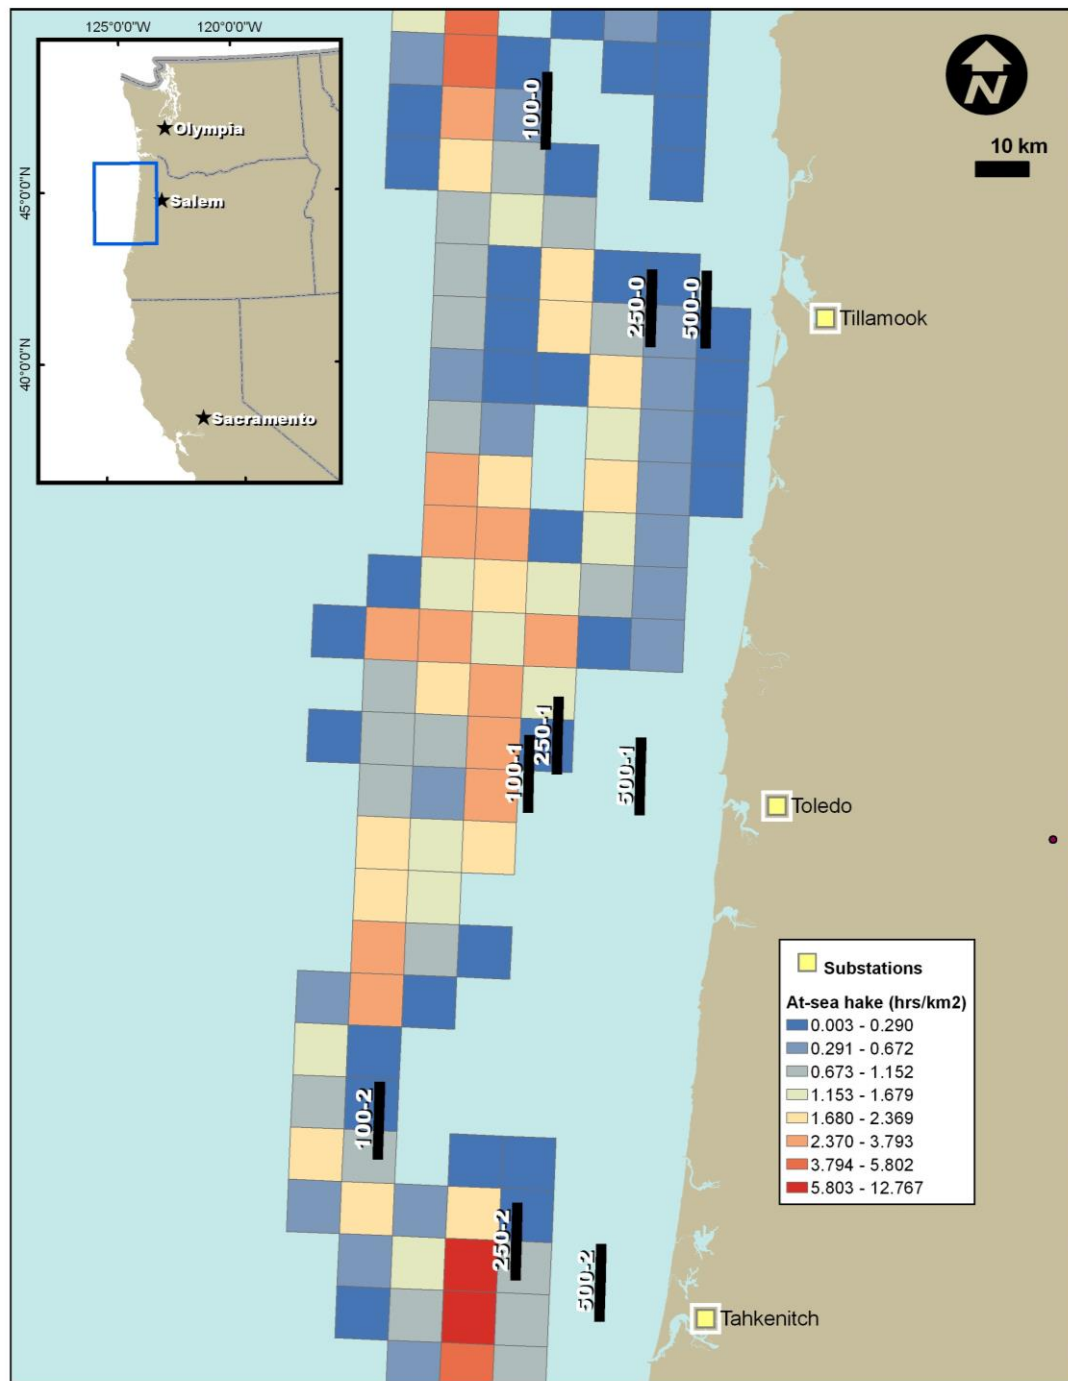 125°0'0"W 120°0'0"W
45°0'0"N
40°0'0"N
Olympia
Salem
Sacramento
N
10 km
100-0
250-0
500-0
Tillamook
100-1
250-1
500-1
Toledo
Substations
At-sea hake (hrs/km2)
0.003 - 0.290
0.291 - 0.672
0.673 - 1.152
1.153 - 1.679
1.680 - 2.369
2.370 - 3.793
3.794 - 5.802
5.803 - 12.767
100-2
250-2
500-2
Tahkenitch